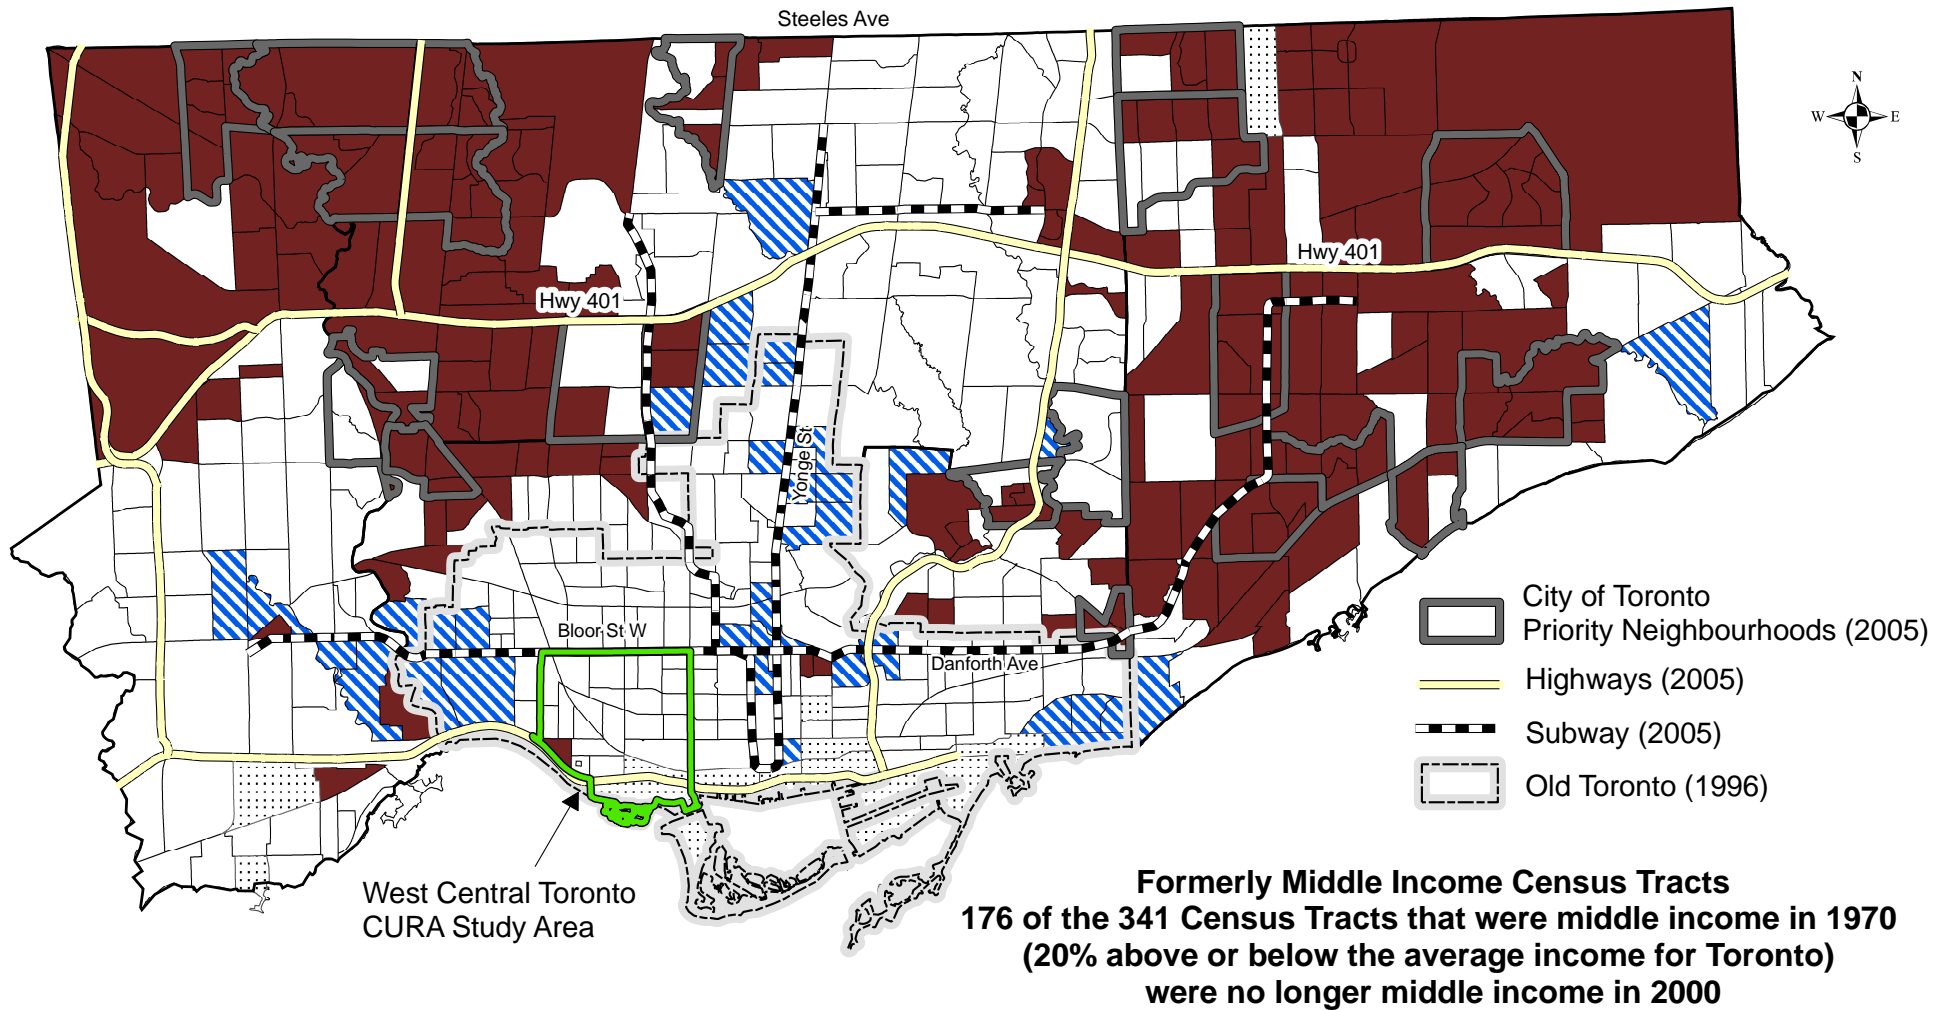 Steeles Ave
N
W E
S
Hwy 401
Hwy 401
Yonge St
Bloor St W
Danforth Ave
City of Toronto
Priority Neighbourhoods (2005)
Highways (2005)
Subway (2005)
Old Toronto (1996)
West Central Toronto
CURA Study Area
Formerly Middle Income Census Tracts
176 of the 341 Census Tracts that were middle income in 1970
(20% above or below the average income for Toronto)
were no longer middle income in 2000